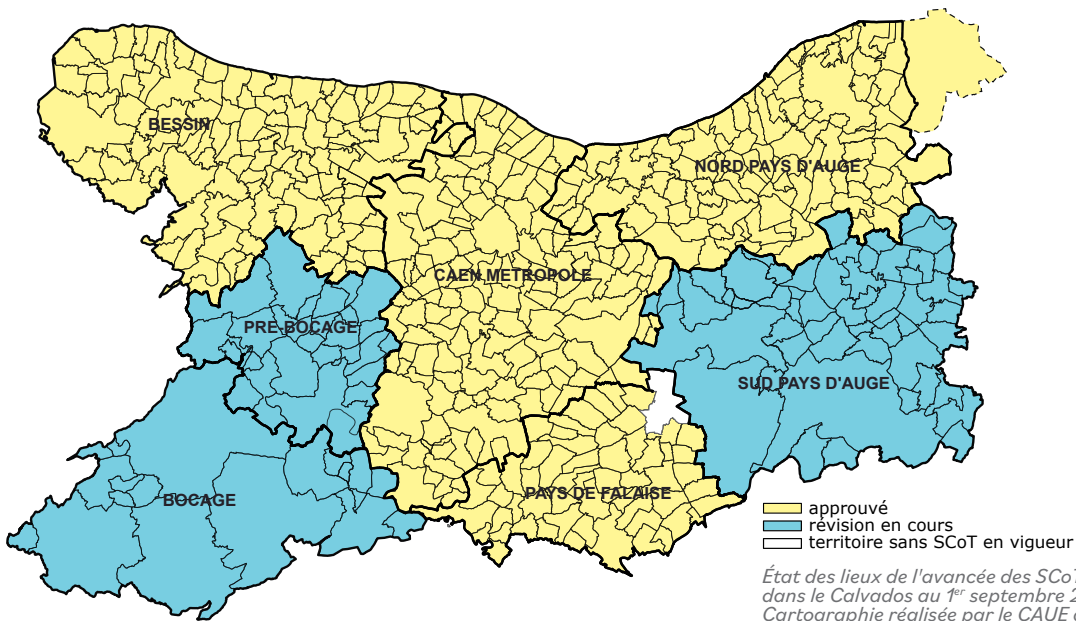 BESSIN
NORD PAYS D'AUGE
CAEN METROPOLE
PRE-BOCAGE
SUD PAYS D'AUGE
BOCAGE
PAYS DE FALAISE
approuvé
révision en cours
territoire sans SCoT en vigueur
État des lieux de l'avancée des SCoT
dans le Calvados au 1er septembre 2
Cartographie réalisée par le CAUE